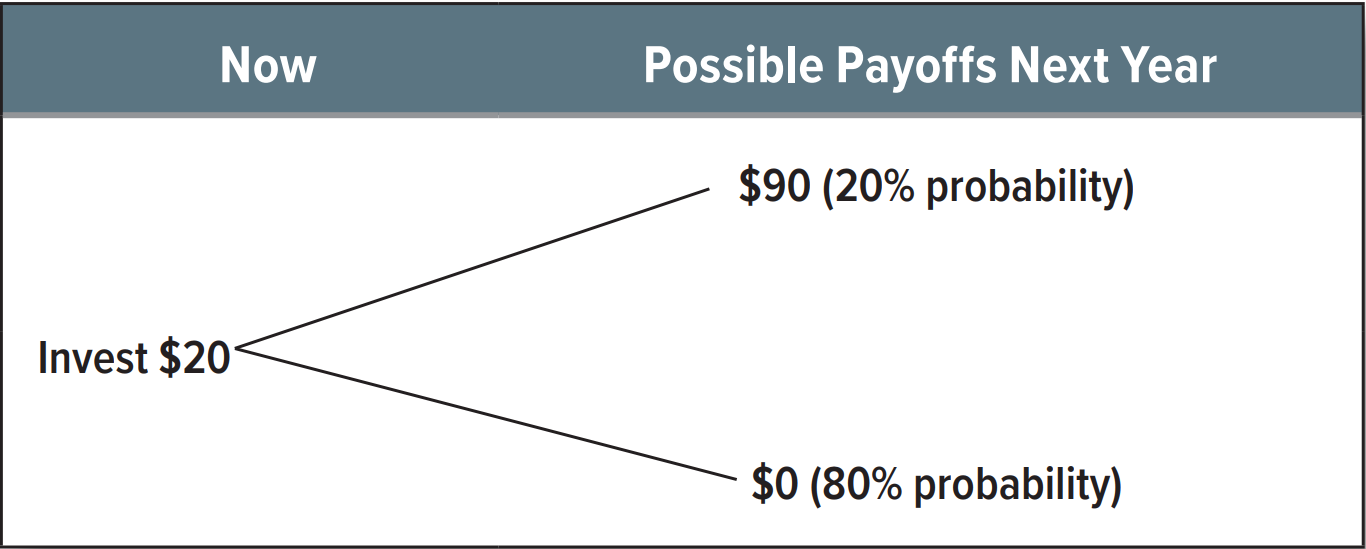 Now
Possible Payoffs Next Year
$90 (20% probability)
Invest $20
$0 (80% probability)